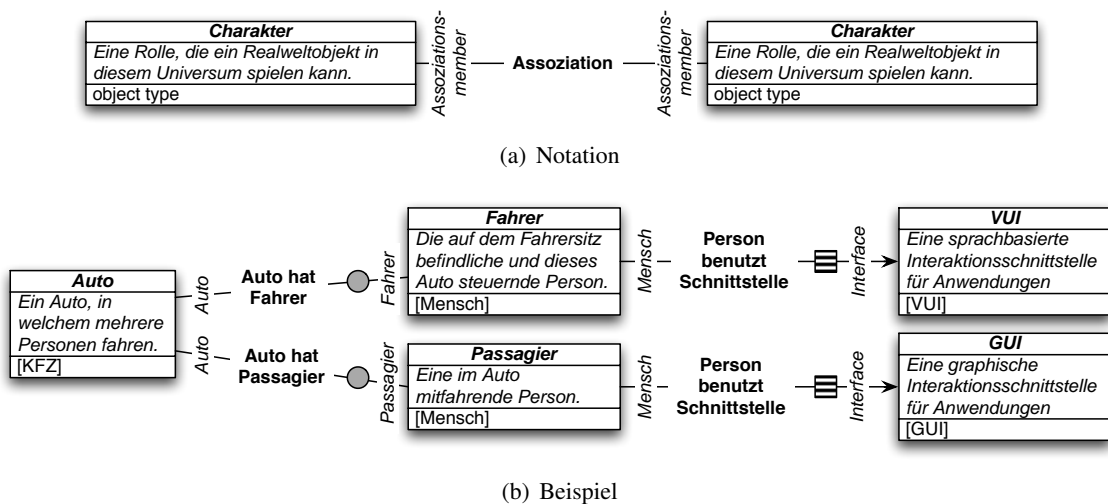 Charakter
Eine Rolle, die ein Realweltobjekt in
diesem Universum spielen kann.
object type
Assoziations-
member
Assoziation
Assoziations-
member
Charakter
Eine Rolle, die ein Realweltobjekt in
diesem Universum spielen kann.
object type
(a) Notation
Auto
Ein Auto, in
welchem mehrere
Personen fahren.
[KFZ]
Auto
Auto hat
Fahrer
Fahrer
Fahrer
Die auf dem Fahrersitz
befindliche und dieses
Auto steuernde Person.
[Mensch]
Mensch
Person
benutzt
Schnittstelle
Interface
VUI
Eine sprachbasierte
Interaktionsschnittstelle
für Anwendungen
[VUI]
Auto
Auto hat
Passagier
Passagier
Passagier
Eine im Auto
mitfahrende Person.
[Mensch]
Mensch
Person
benutzt
Schnittstelle
Interface
GUI
Eine graphische
Interaktionsschnittstelle
für Anwendungen
[GUI]
(b) Beispiel